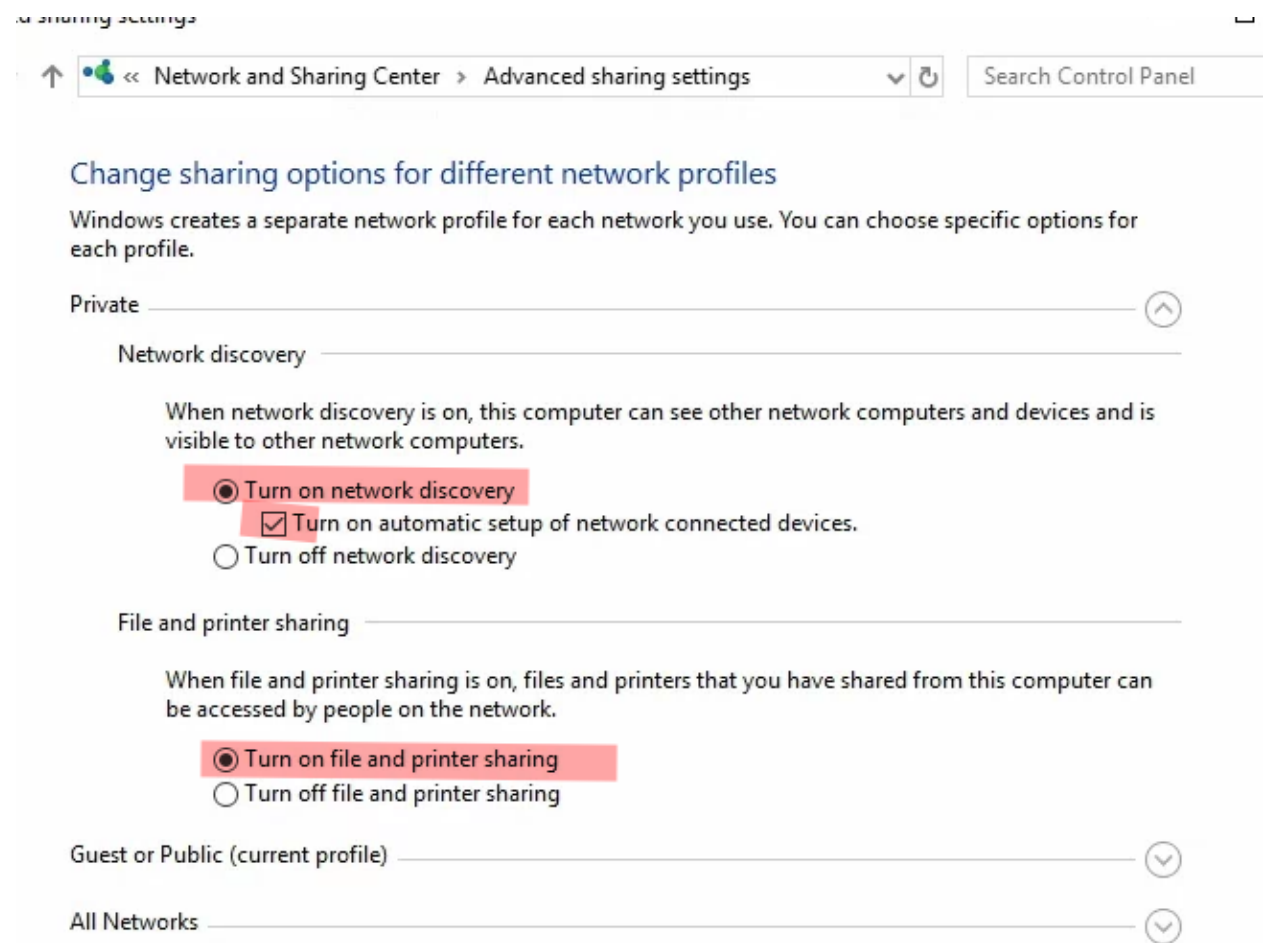 d sharing settings
« Network and Sharing Center > Advanced sharing settings
Search Control Panel
Change sharing options for different network profiles
Windows creates a separate network profile for each network you use. You can choose specific options for
each profile.
Private
Network discovery
When network discovery is on, this computer can see other network computers and devices and is
visible to other network computers.
Turn on network discovery
Turn on automatic setup of network connected devices.
Turn off network discovery
File and printer sharing
When file and printer sharing is on, files and printers that you have shared from this computer can
be accessed by people on the network.
Turn on file and printer sharing
Turn off file and printer sharing
Guest or Public (current profile)
All Networks